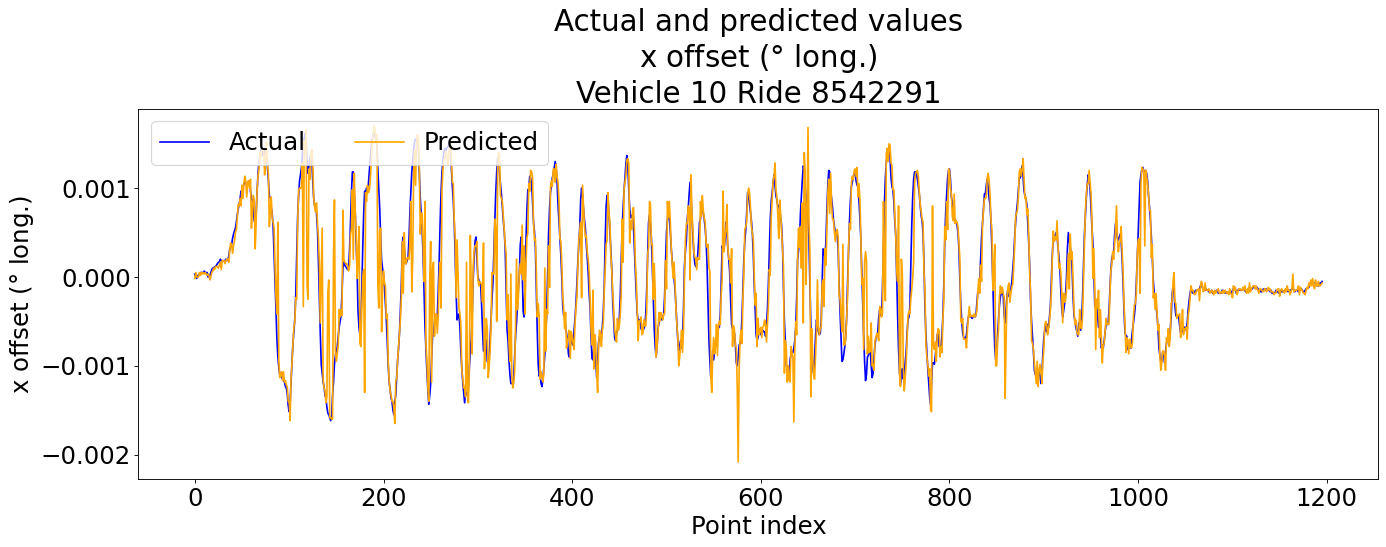 Actual and predicted values
x offset (° long.)
Vehicle 10 Ride 8542291
Actual Predicted
x offset (° long.)
0.001
0.000
−0.001
−0.002
0 200 400 600 800 1000 1200
Point index